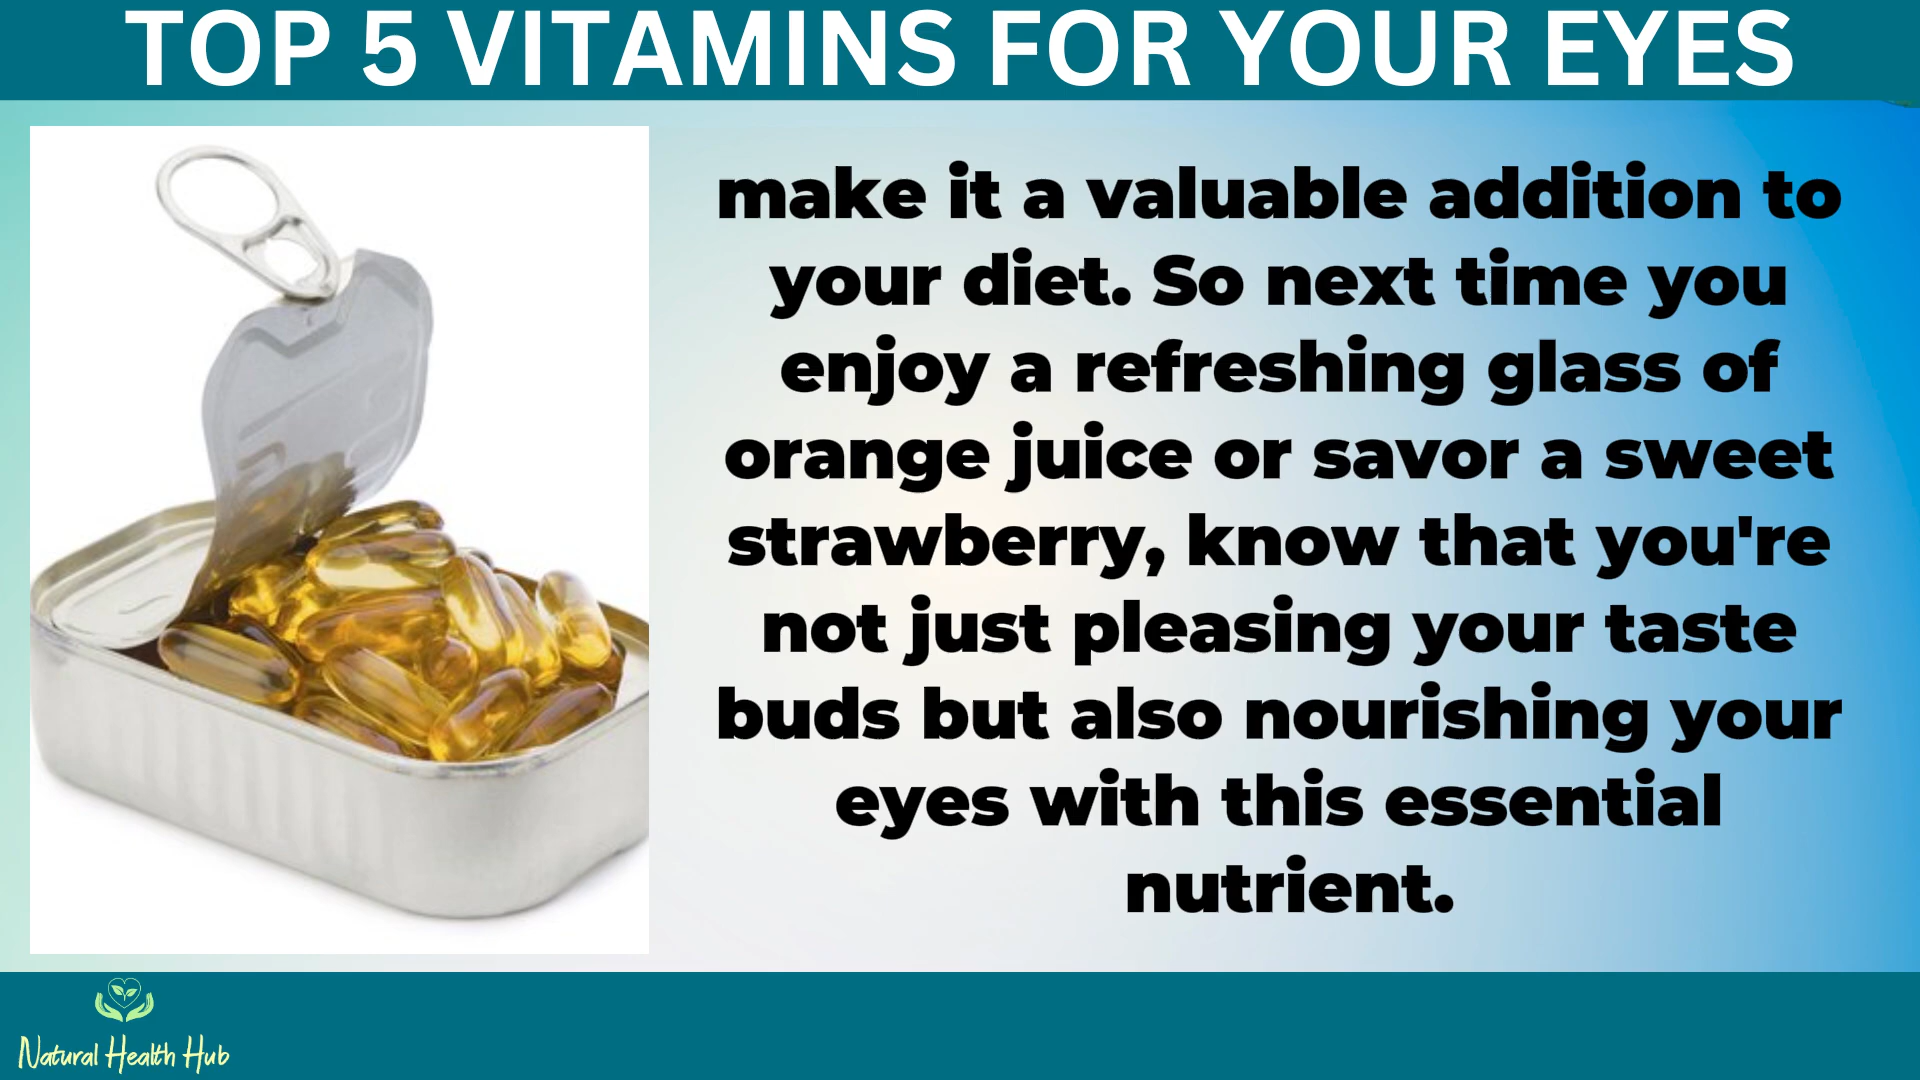 TOP 5 VITAMINS FOR YOUR EYES
make it a valuable addition to
your diet. So next time you
enjoy a refreshing glass of
orange juice or savor a sweet
strawberry, know that you're
not just pleasing your taste
buds but also nourishing your
eyes with this essential
nutrient.
Natural Health Hub